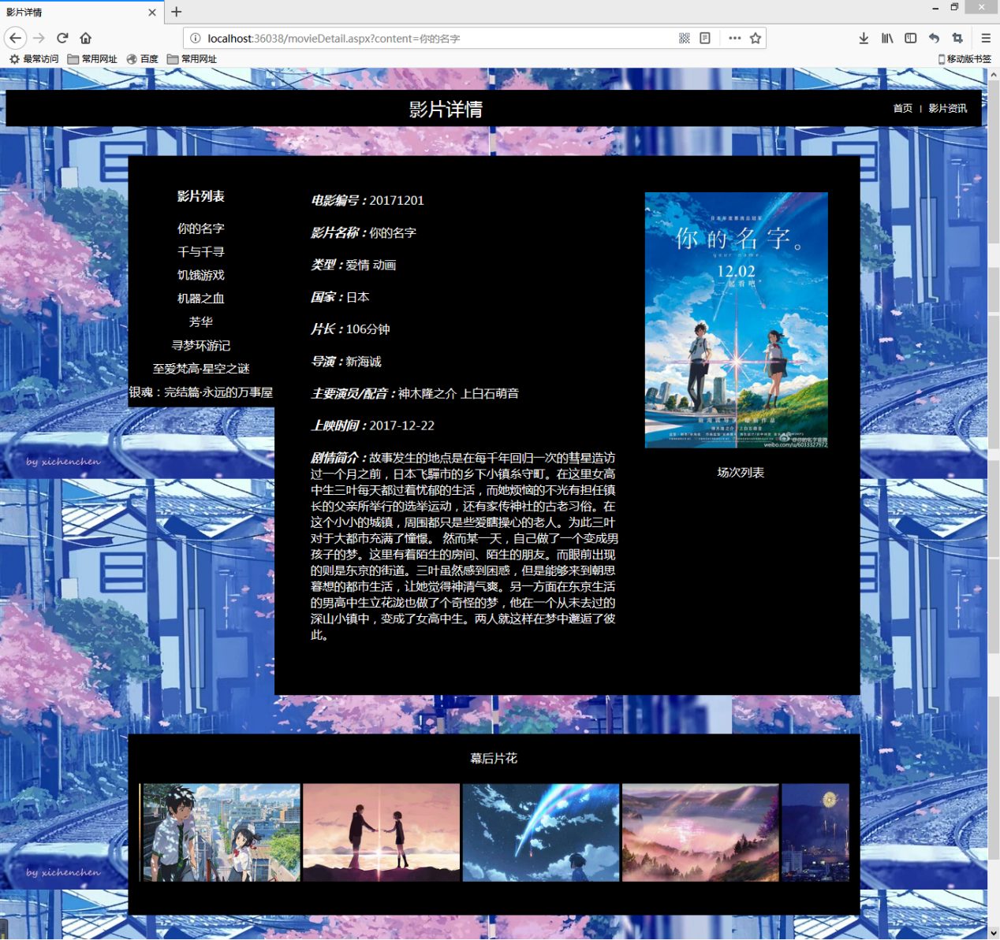 影片详情
localhost:36038/movieDetail.aspx?content=你的名字
最常访问 常用网址 百度 常用网址 移动版书签
影片详情
首页 | 影片资讯
影片列表
你的名字
千与千寻
饥饿游戏
机器之血
芳华
寻梦环游记
至爱梵高·星空之谜
银魂：完结篇·永远的万事屋
电影编号：20171201
影片名称：你的名字
类型：爱情 动画
国家：日本
片长：106分钟
导演：新海诚
主要演员/配音：神木隆之介 上白石萌音
上映时间：2017-12-22
剧情简介：故事发生的地点是在每千年回归一次的彗星造访
过一个月之前，日本飞驒市的乡下小镇糸守町。在这里女高
中生三叶每天都过着忧郁的生活，而她烦恼的不光有担任镇
长的父亲所举行的选举运动，还有家传神社的古老习俗。在
这个小小的城镇，周围都只是些爱瞎操心的老人。为此三叶
对于大都市充满了憧憬。 然而某一天，自己做了一个变成男
孩子的梦。这里有着陌生的房间、陌生的朋友。而眼前出现
的则是东京的街道。三叶虽然感到困惑，但是能够来到朝思
暮想的都市生活，让她觉得神清气爽。另一方面在东京生活
的男高中生立花泷也做了个奇怪的梦，他在一个从未去过的
深山小镇中，变成了女高中生。两人就这样在梦中邂逅了彼
此。
你的名字。
your name.
12.02
一起看吧
weibo.com/u/6033327972
场次列表
by xichenchen
幕后片花
by xichenchen